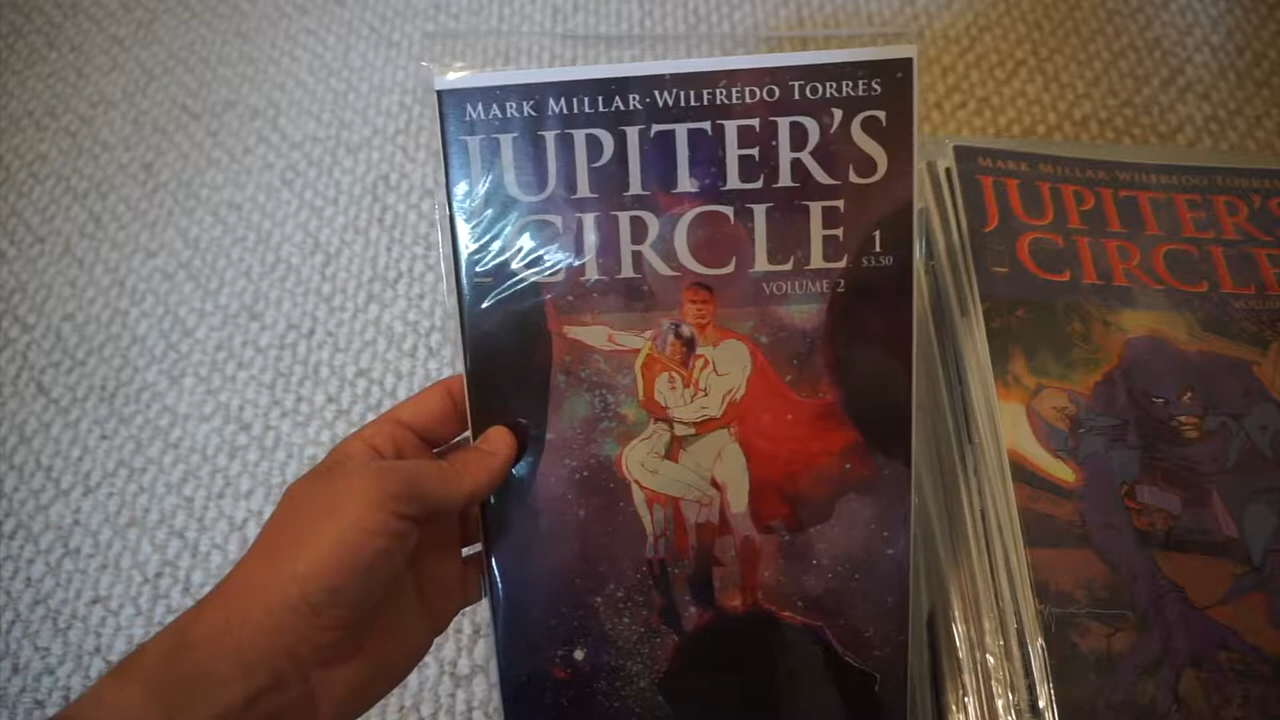 MARK MILLAR·WILFREDO TORRES
JUPITER'S
CIRCLE
1
$3.50
VOLUME 2
MARK MILLAR·WILFREDO TORRES
JUPITER'S
CIRCLE